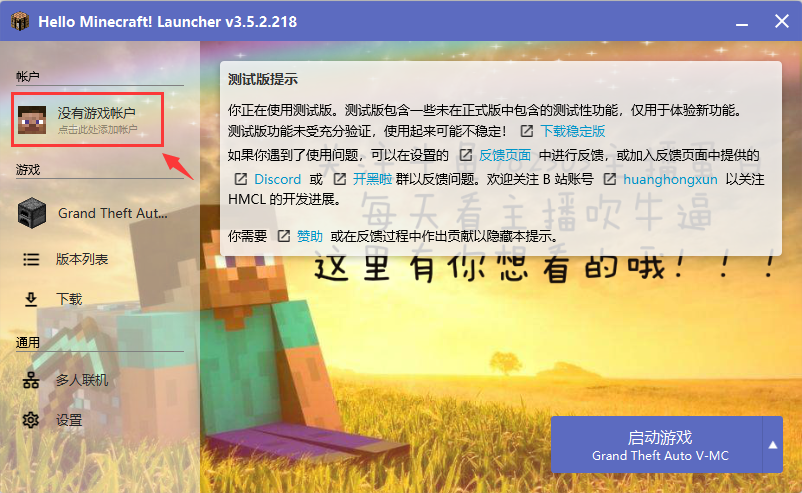 Hello Minecraft! Launcher v3.5.2.218
帐户
没有游戏帐户
点击此处添加帐户
游戏
Grand Theft Aut...
版本列表
下载
通用
多人联机
设置
测试版提示
你正在使用测试版。测试版包含一些未在正式版中包含的测试性功能，仅用于体验新功能。
测试版功能未受充分验证，使用起来可能不稳定！ 下载稳定版
如果你遇到了使用问题，可以在设置的 反馈页面 中进行反馈，或加入反馈页面中提供的
Discord 或 开黑啦 群以反馈问题。欢迎关注 B 站账号 huanghongxun 以关注
HMCL 的开发进展。
你需要 赞助 或在反馈过程中作出贡献以隐藏本提示。
每天看主播吹牛逼
这里有你想看的哦！！！
启动游戏
Grand Theft Auto V-MC